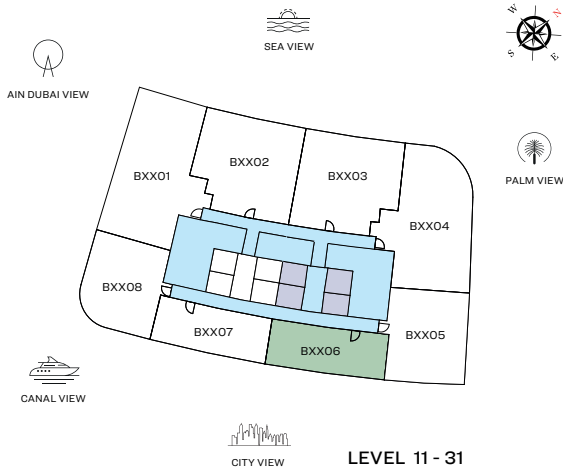 SEA VIEW
W
N
S
E
AIN DUBAI VIEW
PALM VIEW
BXX01
BXX02
BXX03
BXX04
BXX08
BXX07
BXX06
BXX05
CANAL VIEW
CITY VIEW
LEVEL 11 - 31